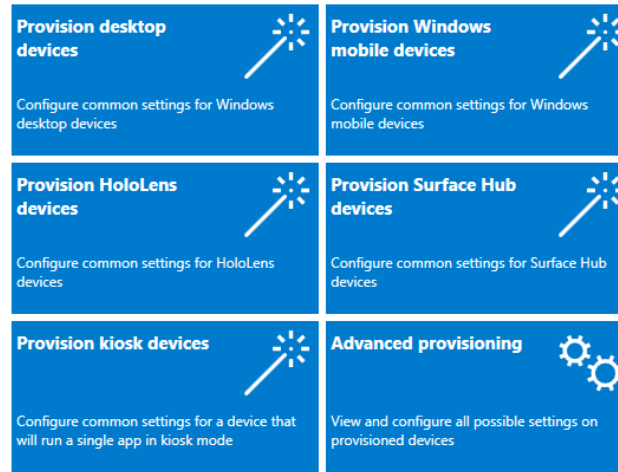 Provision desktop
devices
Configure common settings for Windows
desktop devices
Provision Windows
mobile devices
Configure common settings for Windows
mobile devices
Provision HoloLens
devices
Configure common settings for HoloLens
devices
Provision Surface Hub
devices
Configure common settings for Surface Hub
devices
Provision kiosk devices
Configure common settings for a device that
will run a single app in kiosk mode
Advanced provisioning
View and configure all possible settings on
provisioned devices